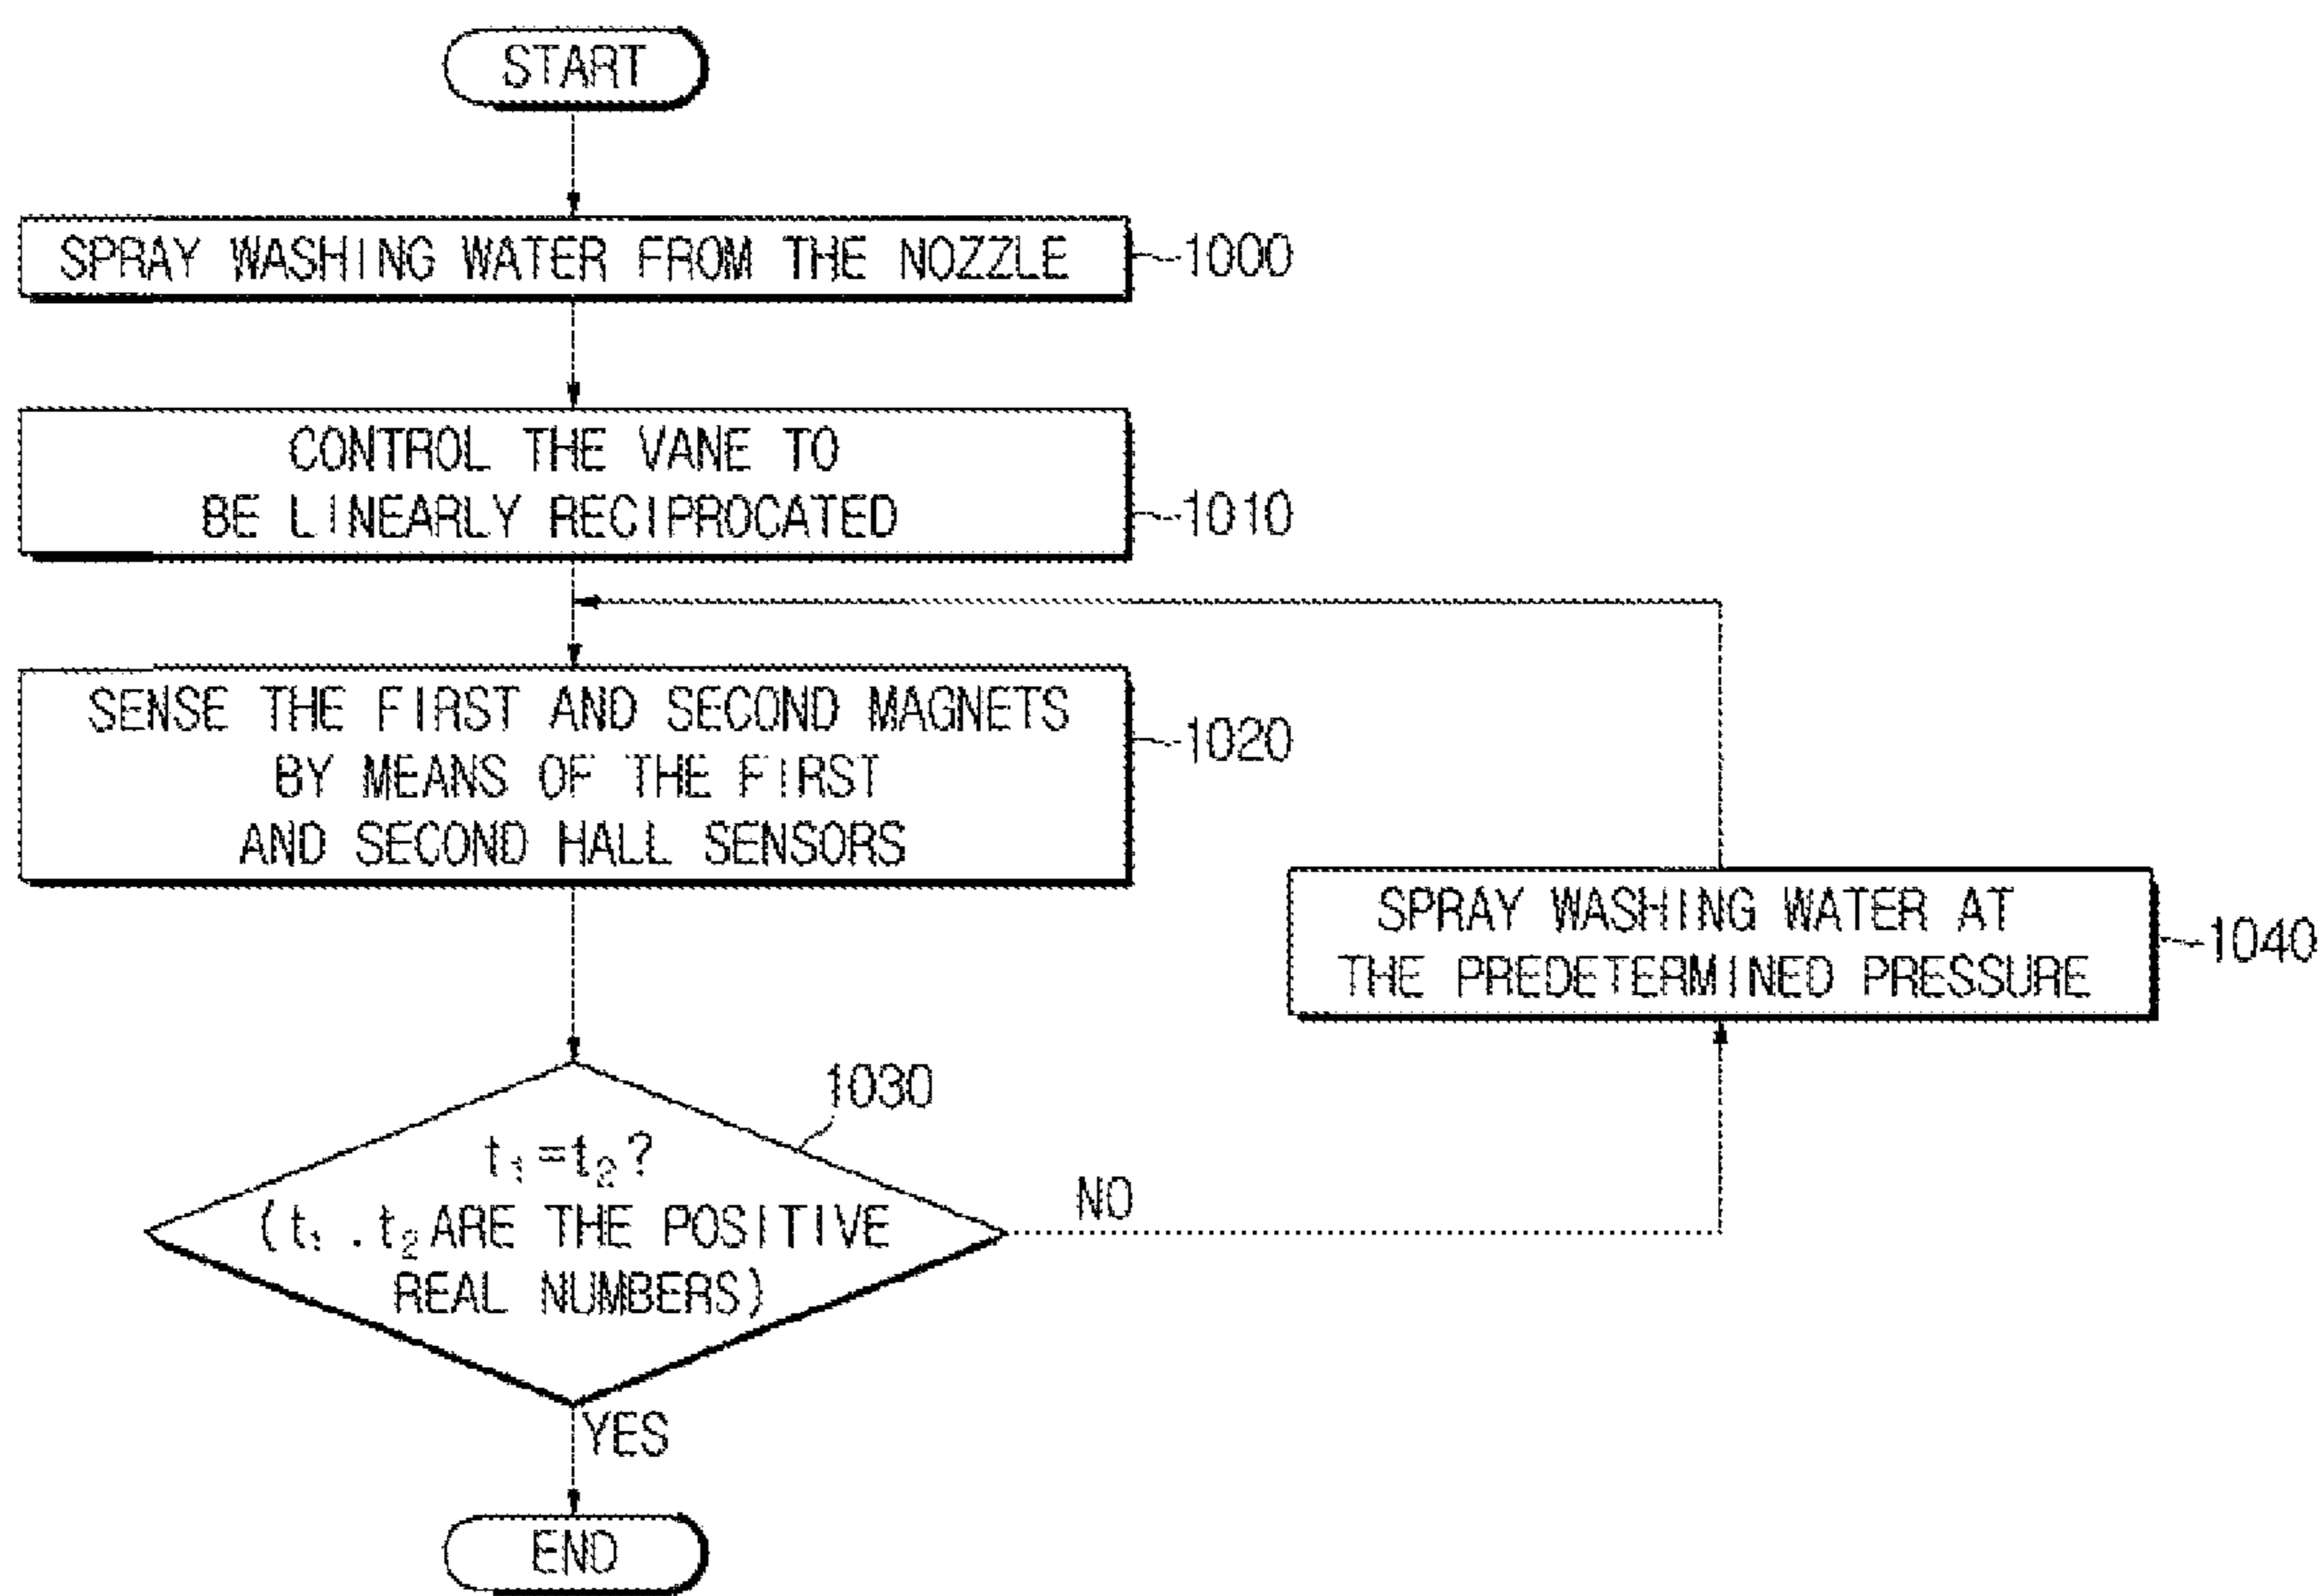 START
SPRAY WASHING WATER FROM THE NOZZLE
1000
CONTROL THE VANE TO
BE LINEARLY RECIPROCATED
1010
SENSE THE FIRST AND SECOND MAGNETS
BY MEANS OF THE FIRST
AND SECOND HALL SENSORS
1020
SPRAY WASHING WATER AT
THE PREDETERMINED PRESSURE
1040
1030
t₁=t₂?
(t₁.t₂ ARE THE POSITIVE
REAL NUMBERS)
NO
YES
END